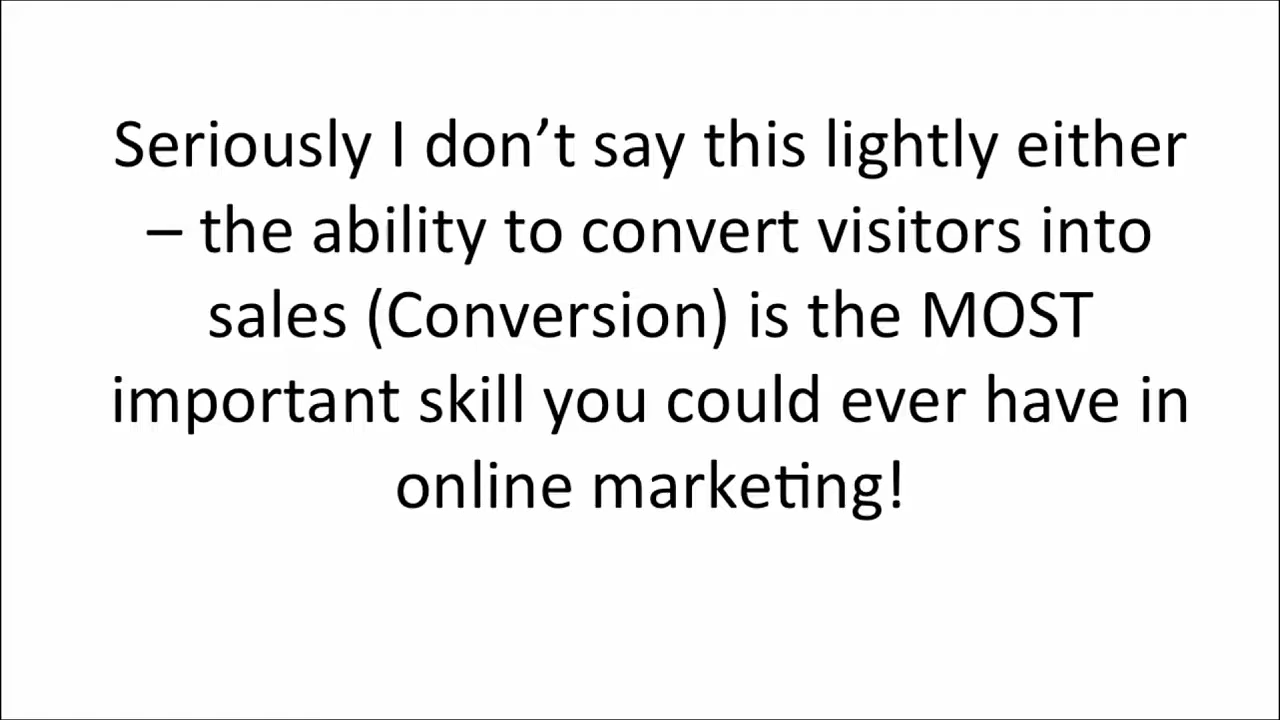 Seriously I don’t say this lightly either
– the ability to convert visitors into
sales (Conversion) is the MOST
important skill you could ever have in
online marketing!